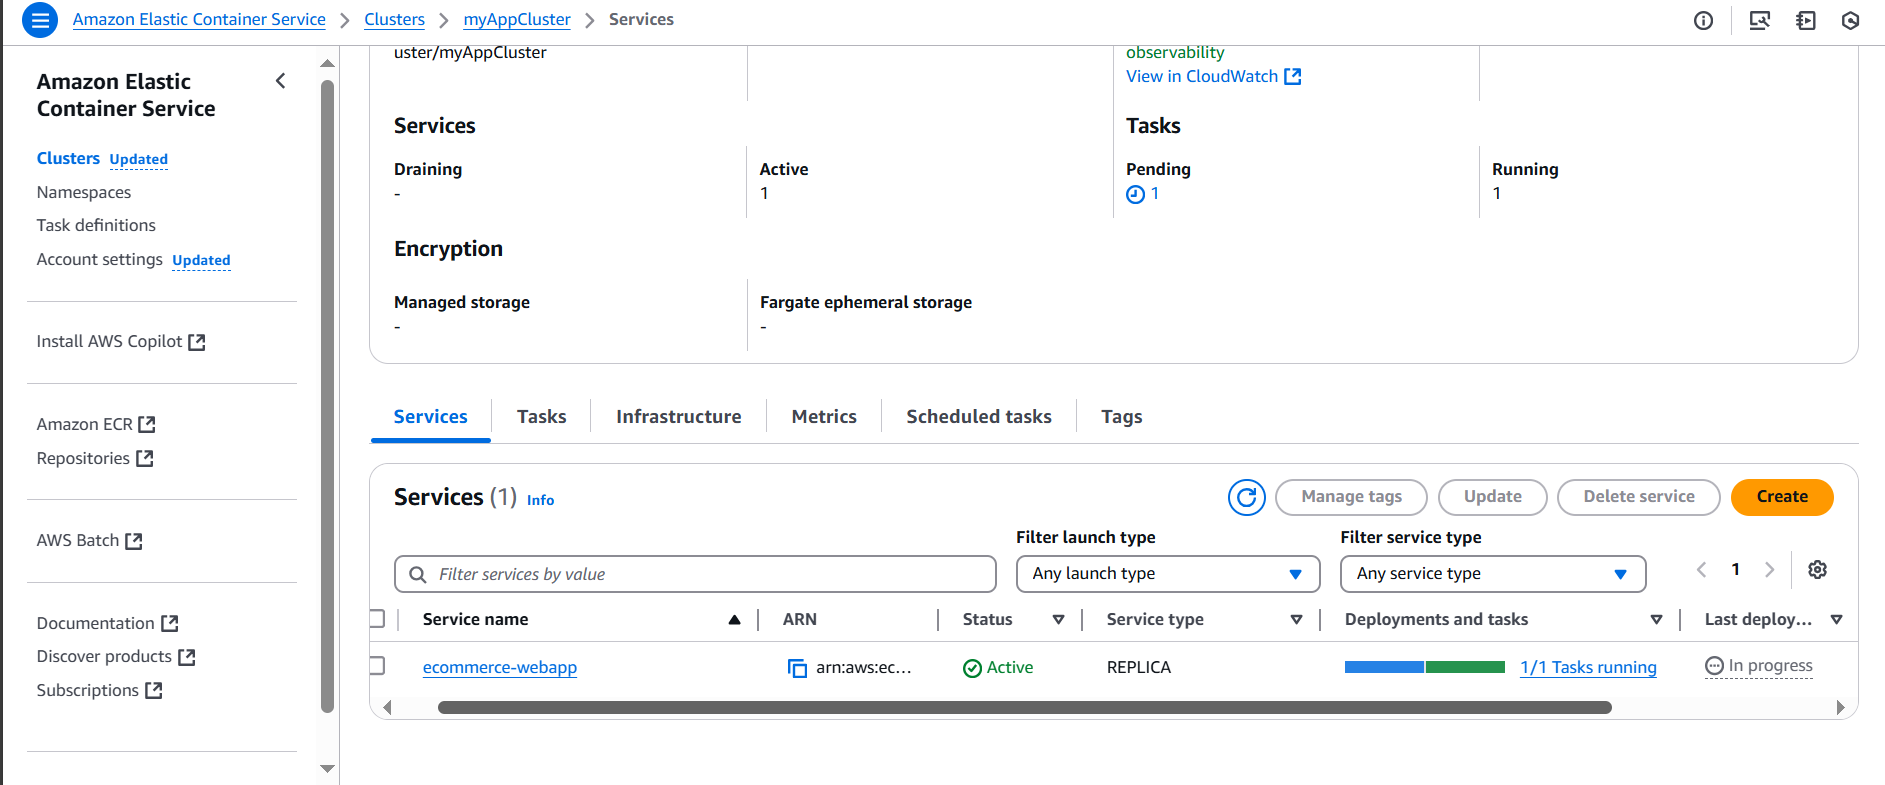 Amazon Elastic Container Service > Clusters > myAppCluster > Services
Amazon Elastic
Container Service
Clusters Updated
Namespaces
Task definitions
Account settings Updated
Install AWS Copilot
Amazon ECR
Repositories
AWS Batch
Documentation
Discover products
Subscriptions
uster/myAppCluster
observability
View in CloudWatch
Services
Tasks
Draining
Active
Pending
Running
-
1
1
1
Encryption
Managed storage
Fargate ephemeral storage
-
-
Services Tasks Infrastructure Metrics Scheduled tasks Tags
Services (1) Info
Manage tags Update Delete service Create
Filter launch type
Filter service type
Filter services by value
Any launch type
Any service type
1
Service name ARN Status Service type Deployments and tasks Last deploy...
ecommerce-webapp arn:aws:ec... Active REPLICA 1/1 Tasks running In progress